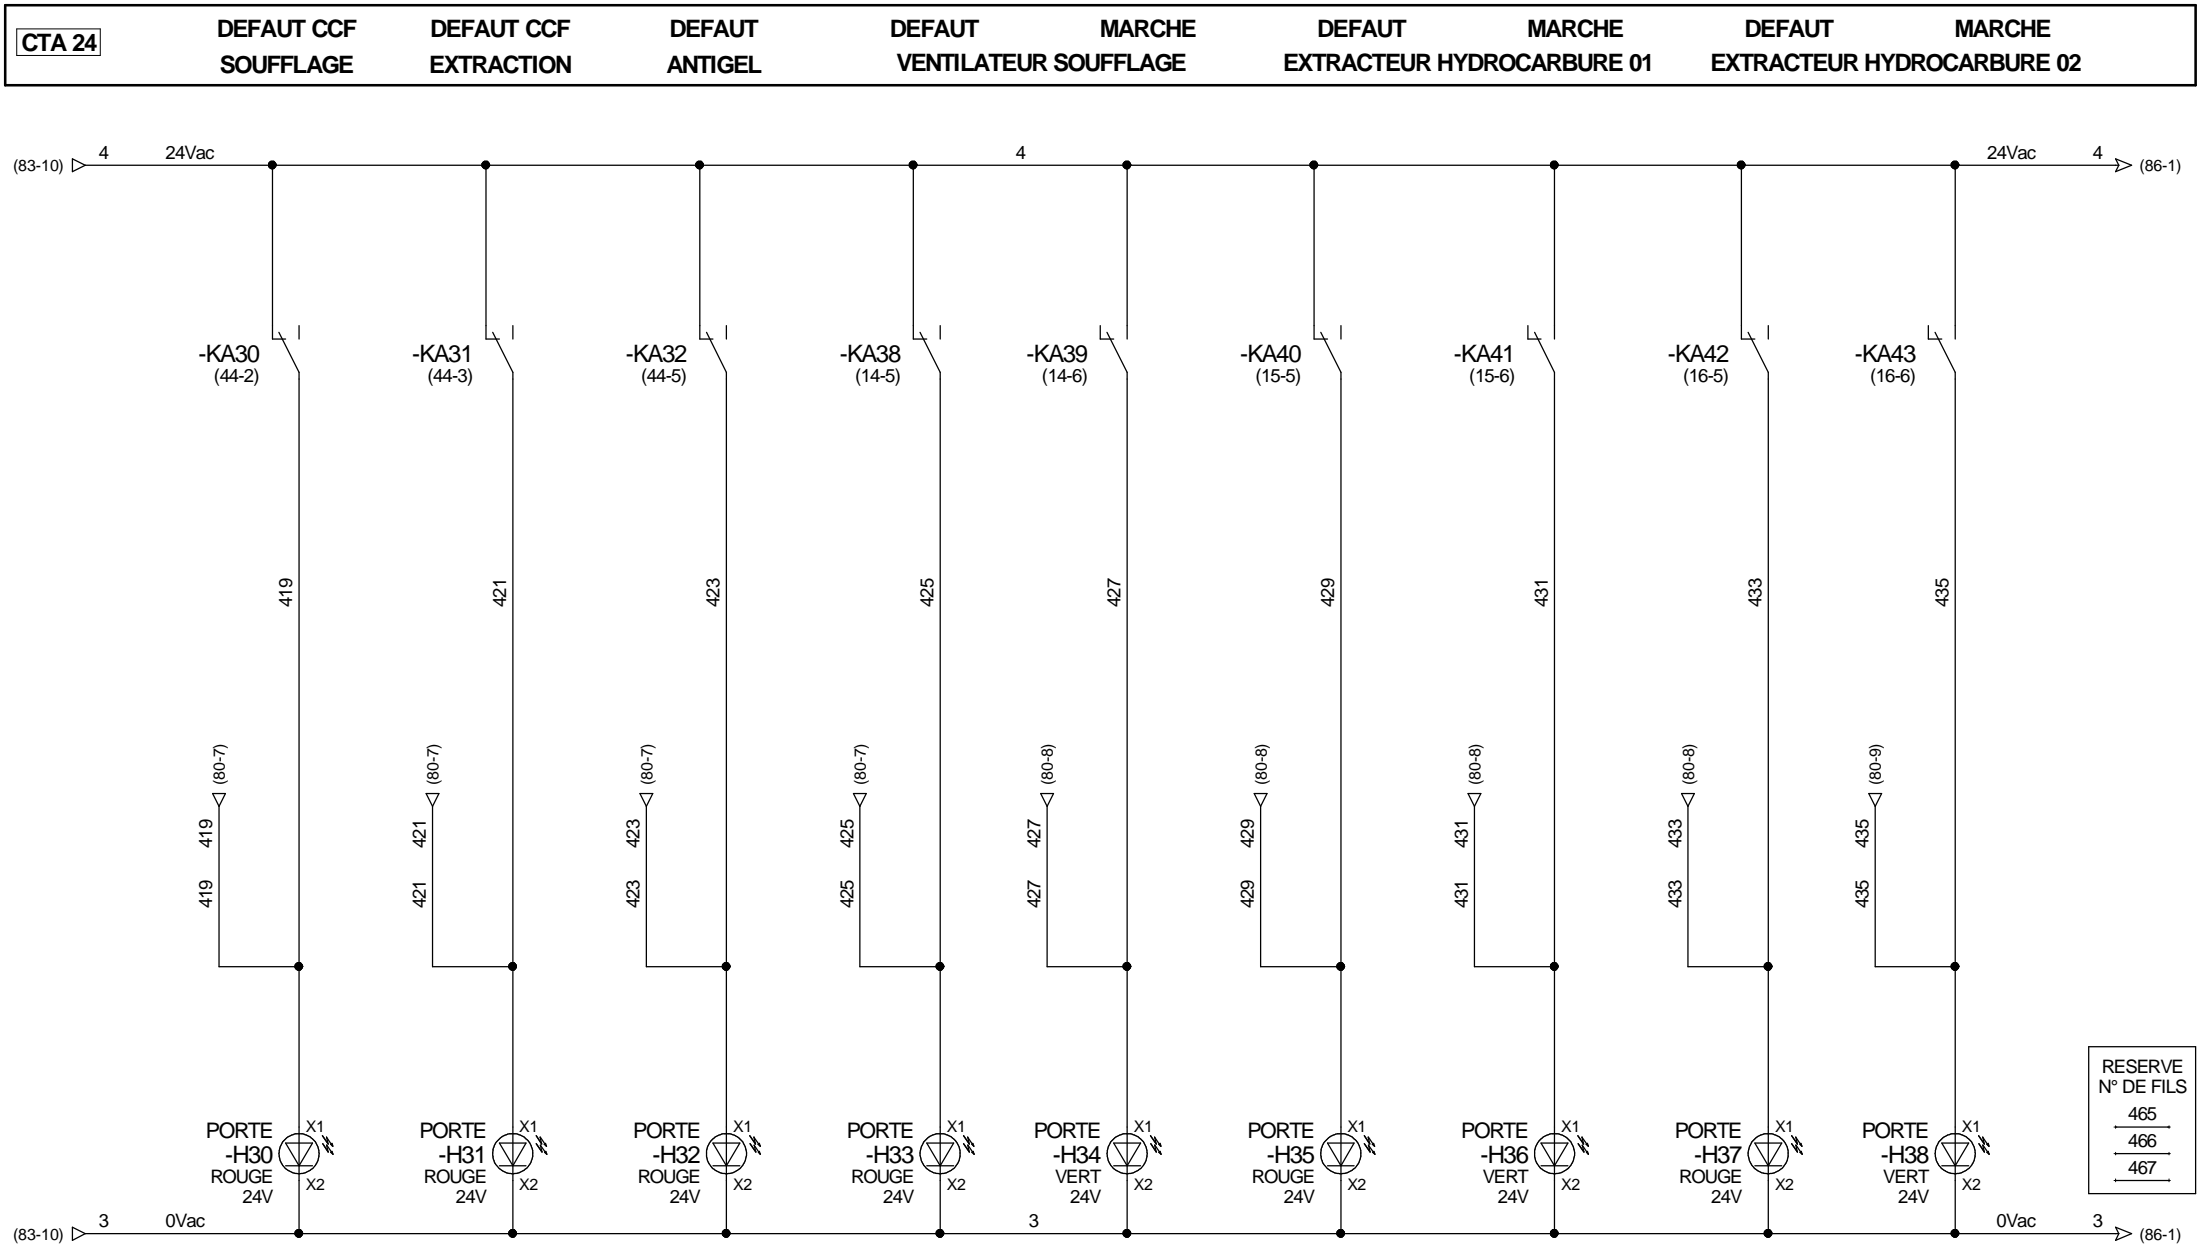 CTA 24
DEFAUT CCF SOUFFLAGE
DEFAUT CCF EXTRACTION
DEFAUT ANTIGEL
DEFAUT MARCHE
VENTILATEUR SOUFFLAGE
DEFAUT MARCHE
EXTRACTEUR HYDROCARBURE 01
DEFAUT MARCHE
EXTRACTEUR HYDROCARBURE 02
(83-10) 4 24Vac 4 24Vac 4 (86-1)
-KA30 -KA31 -KA32 -KA38 -KA39 -KA40 -KA41 -KA42 -KA43
(44-2) (44-3) (44-5) (14-5) (14-6) (15-5) (15-6) (16-5) (16-6)
419 421 423 425 427 429 431 433 435
(80-7) (80-7) (80-7) (80-7) (80-8) (80-8) (80-8) (80-8) (80-9)
419 421 423 425 427 429 431 433 435
419 421 423 425 427 429 431 433 435
RESERVE
N° DE FILS
465
466
467
PORTE X1 PORTE X1 PORTE X1 PORTE X1 PORTE X1 PORTE X1 PORTE X1 PORTE X1 PORTE X1
-H30 -H31 -H32 -H33 -H34 -H35 -H36 -H37 -H38
ROUGE X2 ROUGE X2 ROUGE X2 ROUGE X2 VERT X2 ROUGE X2 VERT X2 ROUGE X2 VERT X2
24V 24V 24V 24V 24V 24V 24V 24V 24V
(83-10) 3 0Vac 3 0Vac 3 (86-1)